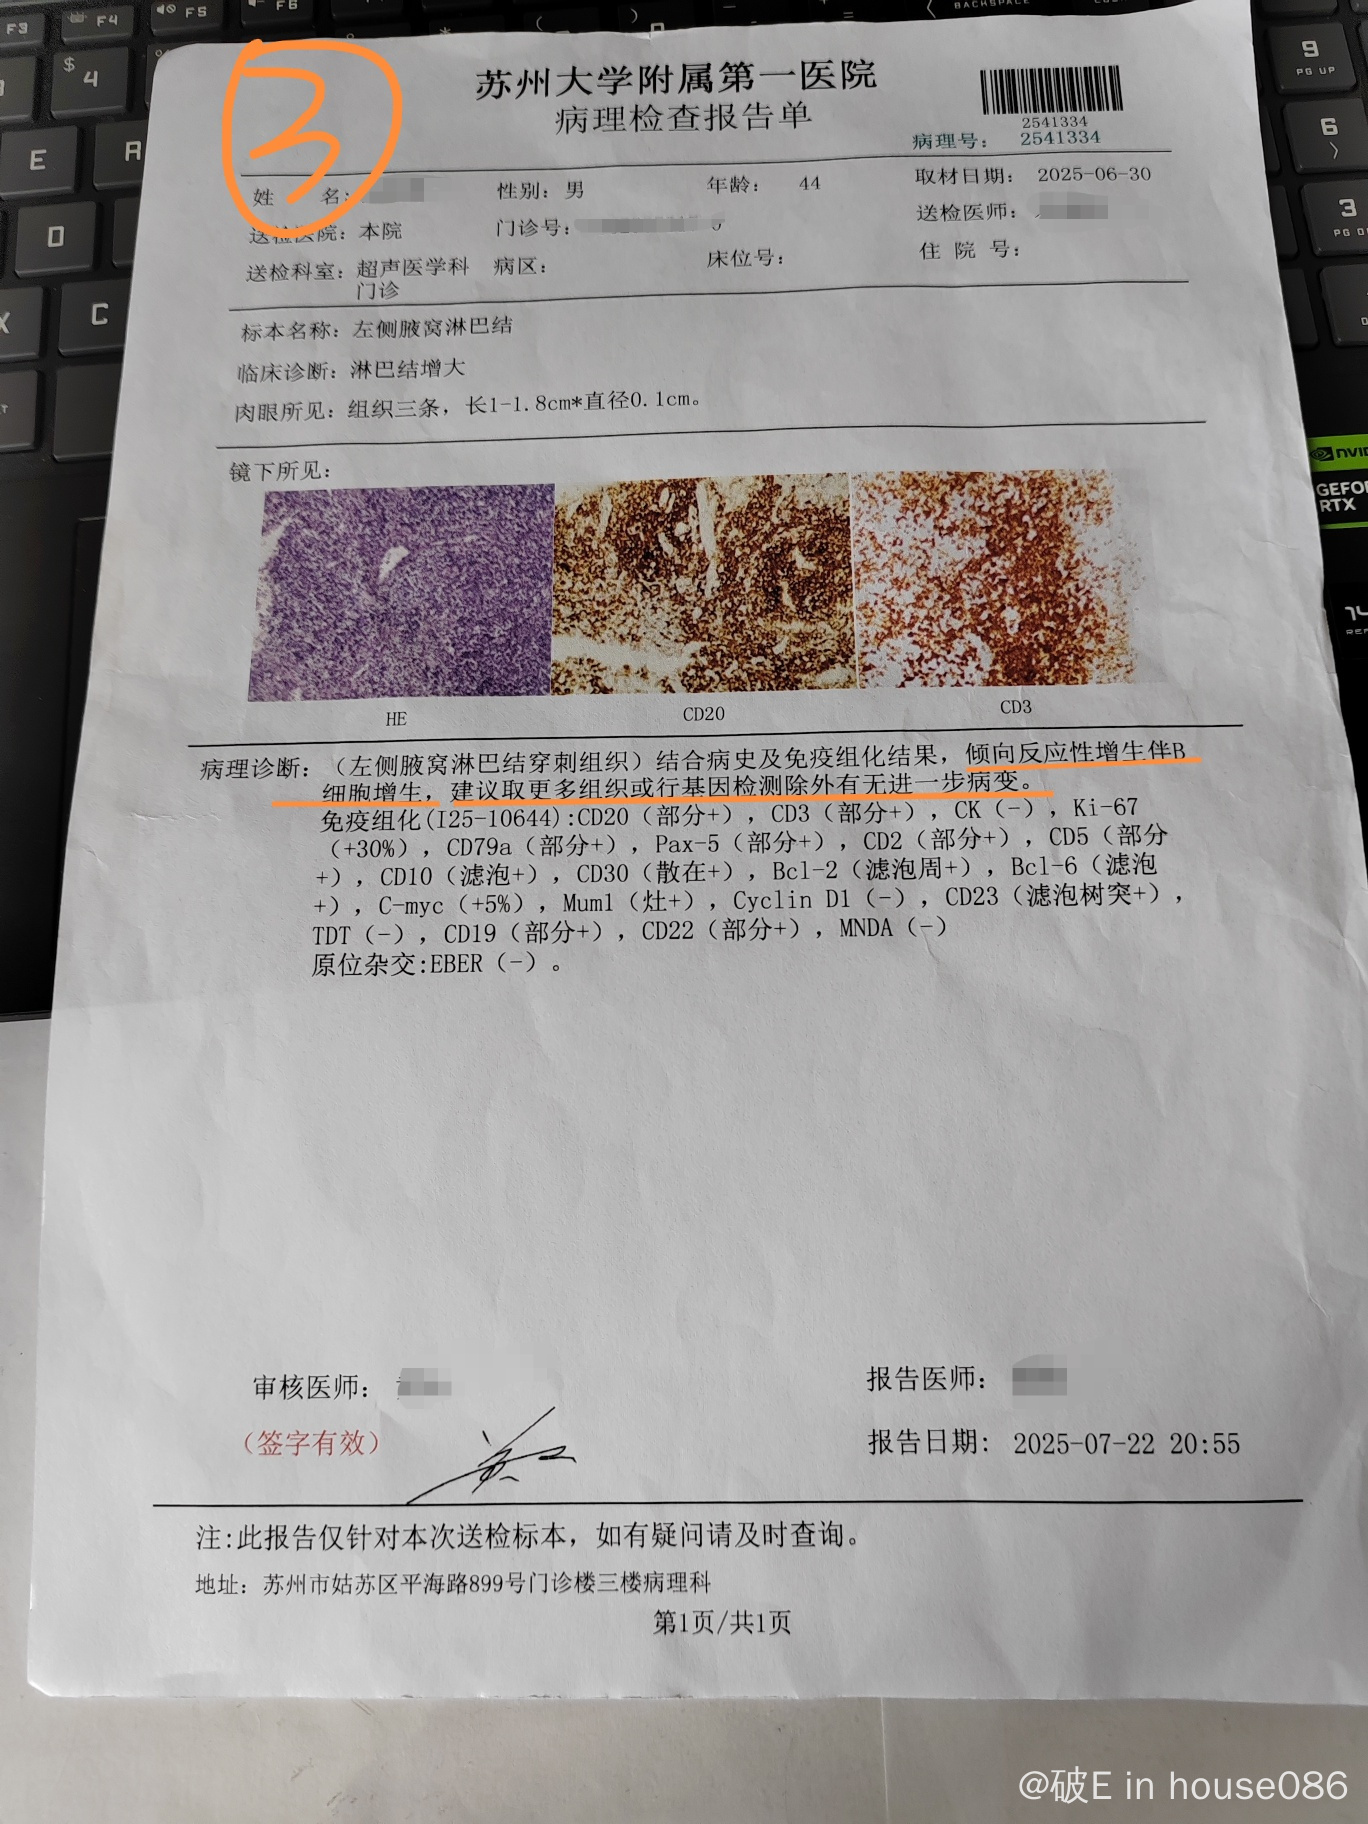 F3
F4
F5
F6
BACKSPACE
$
4
9
PG UP
E
R
6
D
3
X
C
NVIDI
GEFO
RTX
14
③
苏州大学附属第一医院
病理检查报告单
2541334
病理号: 2541334
姓 名: 性别: 男 年龄: 44 取材日期: 2025-06-30
送检医院: 本院 门诊号: 送检医师:
送检科室: 超声医学科门诊 病区: 床位号: 住 院 号:
标本名称: 左侧腋窝淋巴结
临床诊断: 淋巴结增大
肉眼所见: 组织三条, 长1-1.8cm*直径0.1cm。
镜下所见:
HE CD20 CD3
病理诊断: (左侧腋窝淋巴结穿刺组织)结合病史及免疫组化结果, 倾向反应性增生伴B
细胞增生, 建议取更多组织或行基因检测除外有无进一步病变。
免疫组化(I25-10644):CD20(部分+), CD3(部分+), CK(-), Ki-67
(+30%), CD79a(部分+), Pax-5(部分+), CD2(部分+), CD5(部分
+), CD10(滤泡+), CD30(散在+), Bcl-2(滤泡周+), Bcl-6(滤泡
+), C-myc(+5%), Mum1(灶+), Cyclin D1(-), CD23(滤泡树突+),
TDT(-), CD19(部分+), CD22(部分+), MNDA(-)
原位杂交:EBER(-)。
审核医师: 报告医师:
(签字有效) 报告日期: 2025-07-22 20:55
注:此报告仅针对本次送检标本, 如有疑问请及时查询。
地址: 苏州市姑苏区平海路899号门诊楼三楼病理科
第1页/共1页
@破E in house086